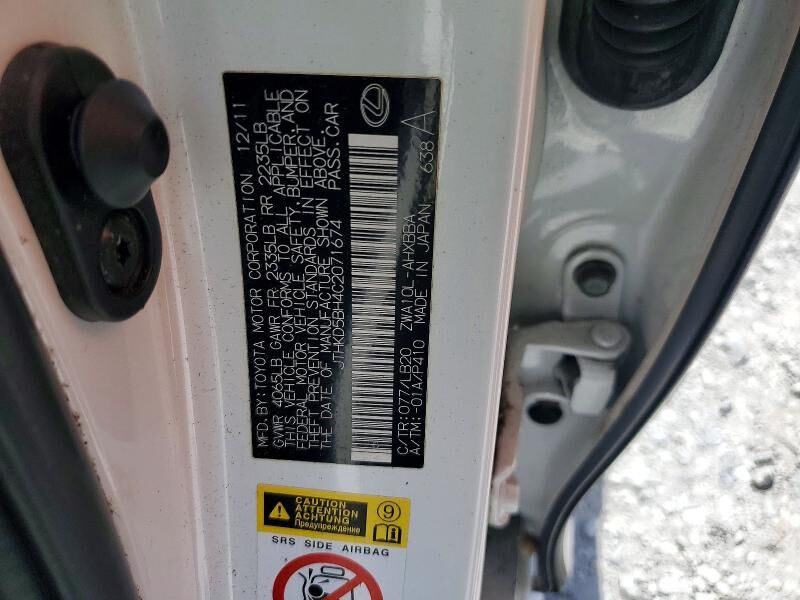 MFD.BY:TOYOTA MOTOR CORPORATION 12/11
GVWR 4065LB GAWR FR 2335LB RR 2235LB
THIS VEHICLE CONFORMS TO ALL APPLICABLE
FEDERAL MOTOR VEHICLE SAFETY, BUMPER, AND
THEFT PREVENTION STANDARDS IN EFFECT ON
THE DATE OF MANUFACTURE SHOWN ABOVE.
JTHKD5BH4C2071674 PASS.CAR
C/TR:077/LB20 ZWA10L-AHXBBA
A/TM:-01A/P410 MADE IN JAPAN 638 A
CAUTION
ATTENTION
ACHTUNG
Предупреждение
9
SRS SIDE AIRBAG